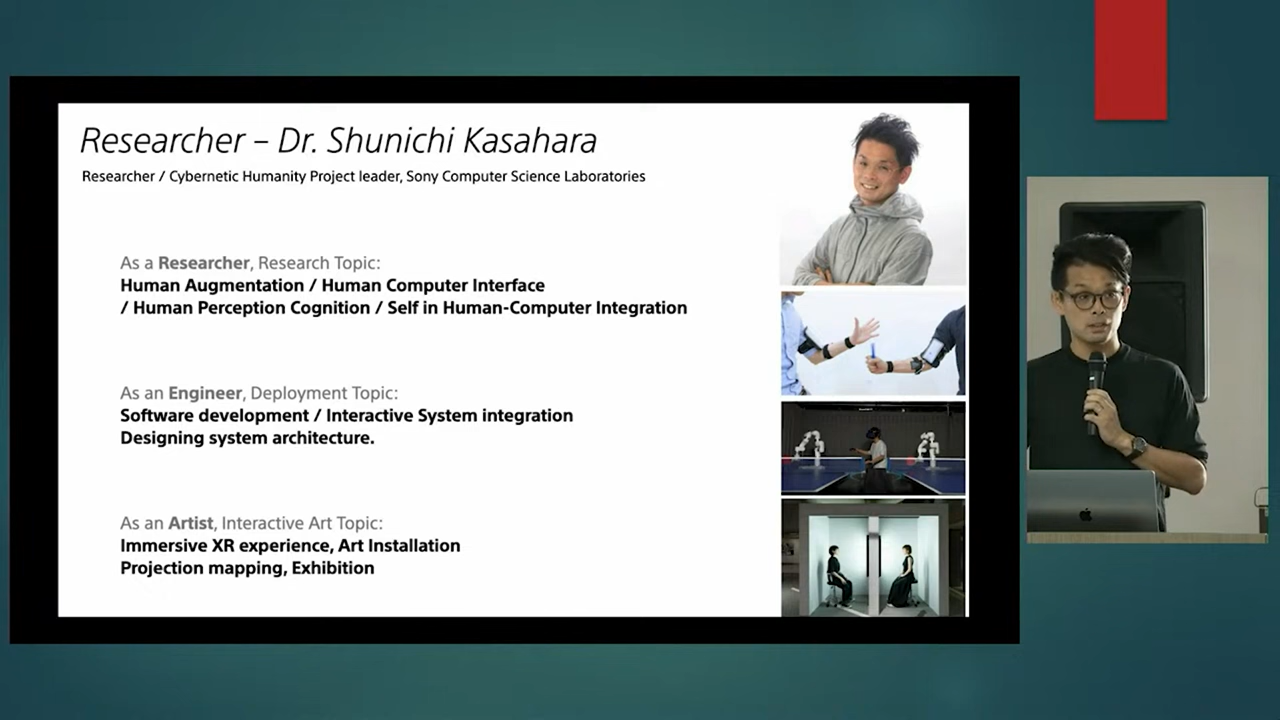 Researcher – Dr. Shunichi Kasahara
Researcher / Cybernetic Humanity Project leader, Sony Computer Science Laboratories
As a Researcher, Research Topic:
Human Augmentation / Human Computer Interface
/ Human Perception Cognition / Self in Human-Computer Integration
As an Engineer, Deployment Topic:
Software development / Interactive System integration
Designing system architecture.
As an Artist, Interactive Art Topic:
Immersive XR experience, Art Installation
Projection mapping, Exhibition